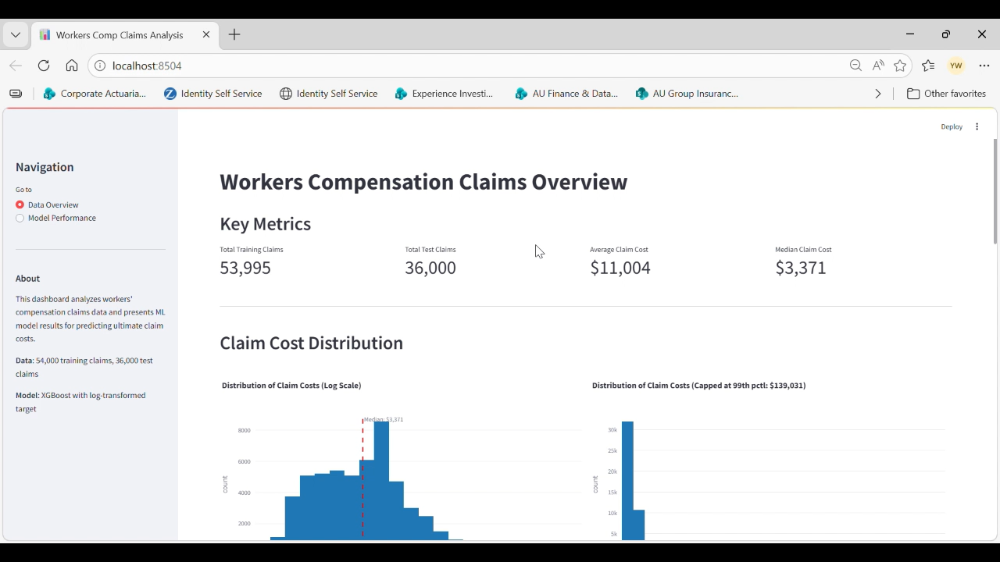 Workers Comp Claims Analysis
localhost:8504
YW
Corporate Actuaria...
Identity Self Service
Identity Self Service
Experience Investi...
AU Finance & Data...
AU Group Insuranc...
Other favorites
Deploy
Navigation
Go to
Data Overview
Model Performance
About
This dashboard analyzes workers'
compensation claims data and presents ML
model results for predicting ultimate claim
costs.
Data: 54,000 training claims, 36,000 test
claims
Model: XGBoost with log-transformed
target
Workers Compensation Claims Overview
Key Metrics
Total Training Claims
53,995
Total Test Claims
36,000
Average Claim Cost
$11,004
Median Claim Cost
$3,371
Claim Cost Distribution
Distribution of Claim Costs (Log Scale)
Median: $3,371
8000
6000
4000
2000
count
Distribution of Claim Costs (Capped at 99th pctl: $139,031)
30k
25k
20k
15k
10k
5k
count